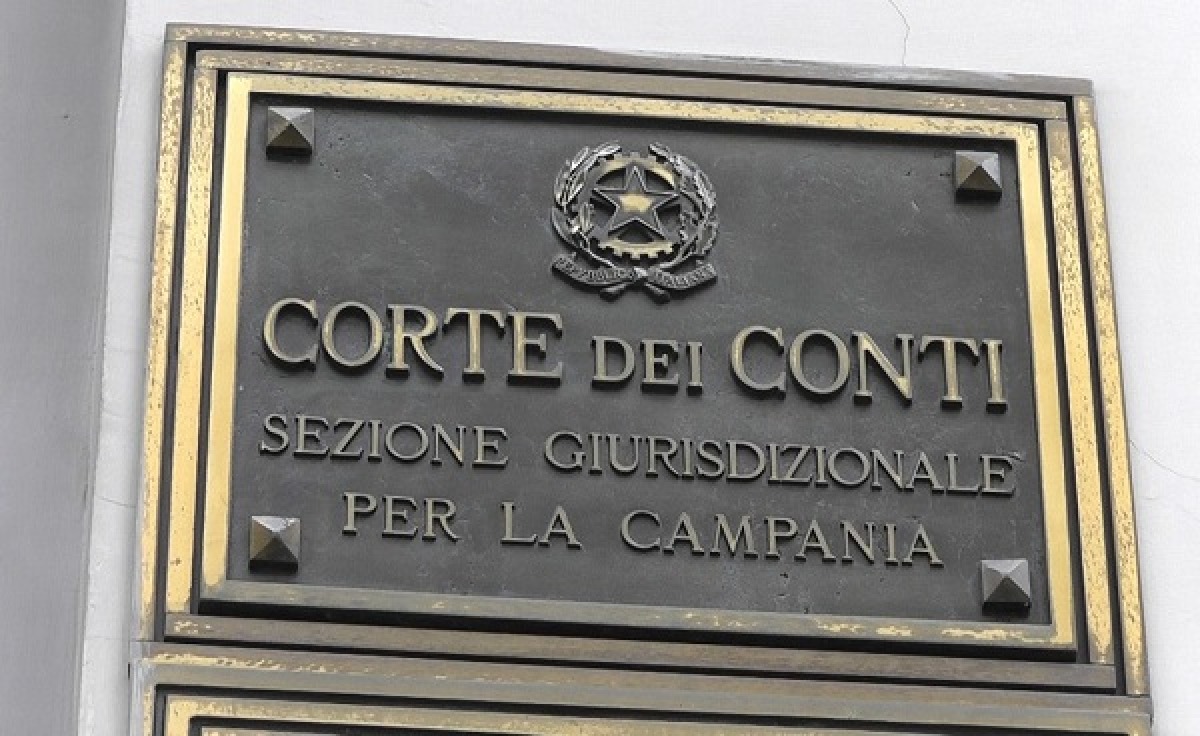 CORTE DEI CONTI
SEZIONE GIURISDIZIONALE
PER LA CAMPANIA